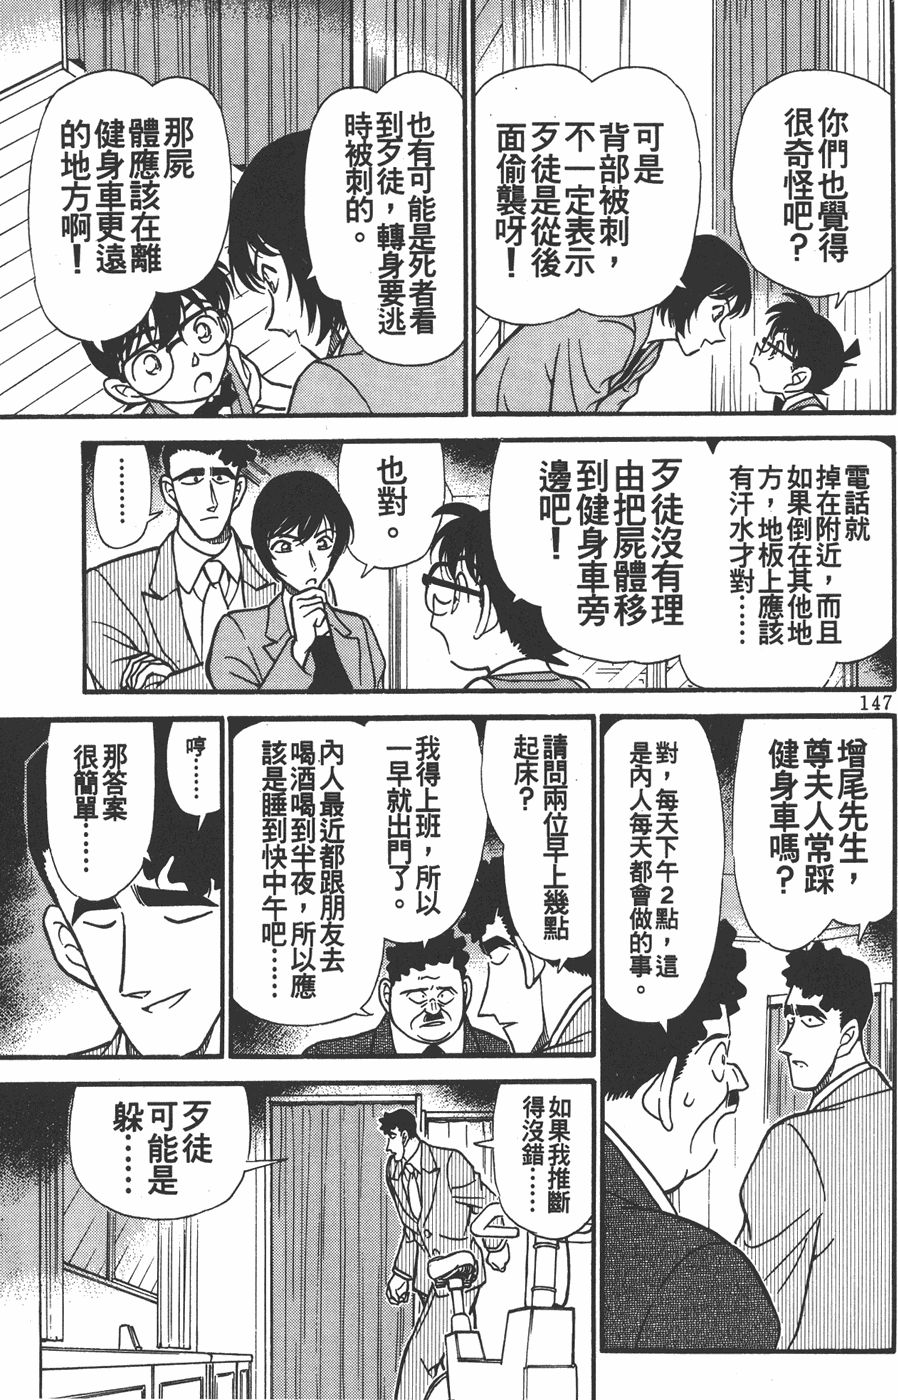 你們也覺得
很奇怪吧？
可是
背部被刺，
不一定表示
歹徒是從後
面偷襲呀！
也有可能是死者看
到歹徒，轉身要逃
時被刺的。
那屍
體應該在離
健身車更遠
的地方啊！
電話就
掉在附近，而且
如果倒在其他地
方，地板上應該
有汗水才對……
歹徒沒有理
由把屍體移
到健身車旁
邊吧！
也對。
……
147
增尾先生，
尊夫人常踩
健身車嗎？
對，每天下午2點，這
是內人每天都會做的事。
請問兩位早上幾點
起床？
我得上班，所以
一早就出門了。
內人最近都跟朋友去
喝酒喝到半夜，所以應
該是睡到快中午吧……
哼……
那答案
很簡單……
如果我推斷
得沒錯……
歹徒
可能是
躲……